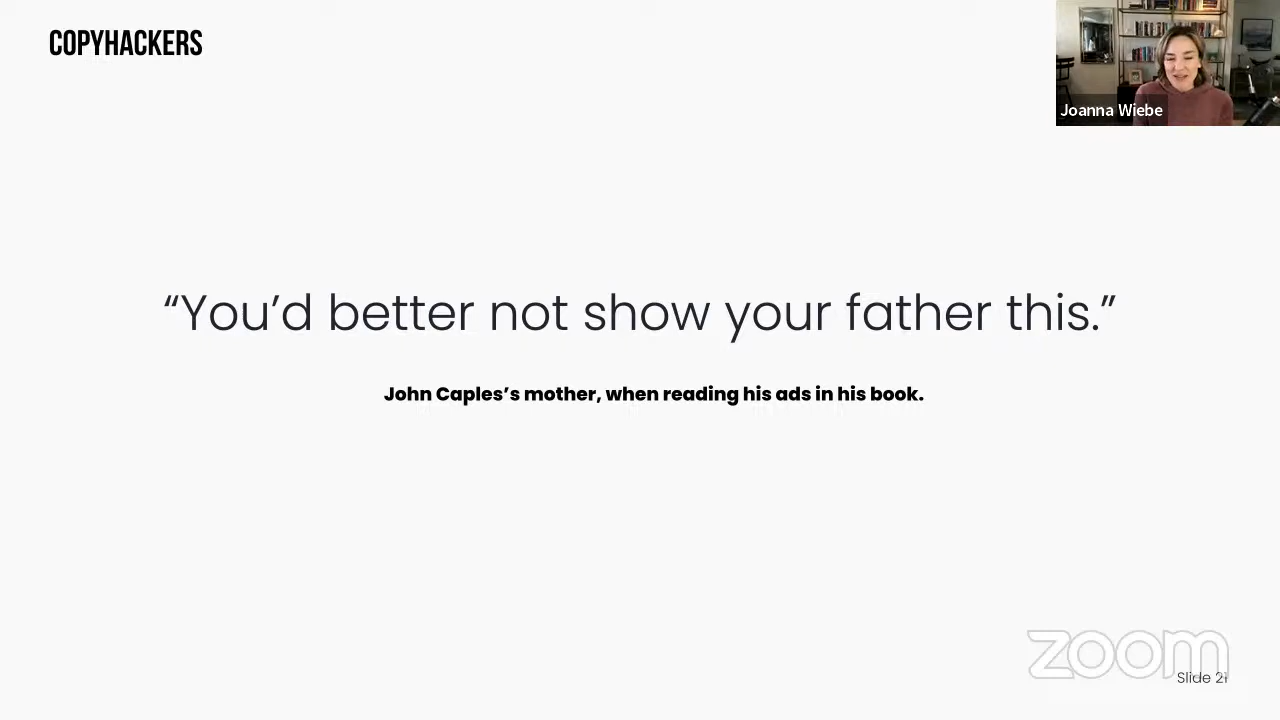 COPYHACKERS
Joanna Wiebe
“You’d better not show your father this.”
John Caples’s mother, when reading his ads in his book.
zoom
Slide